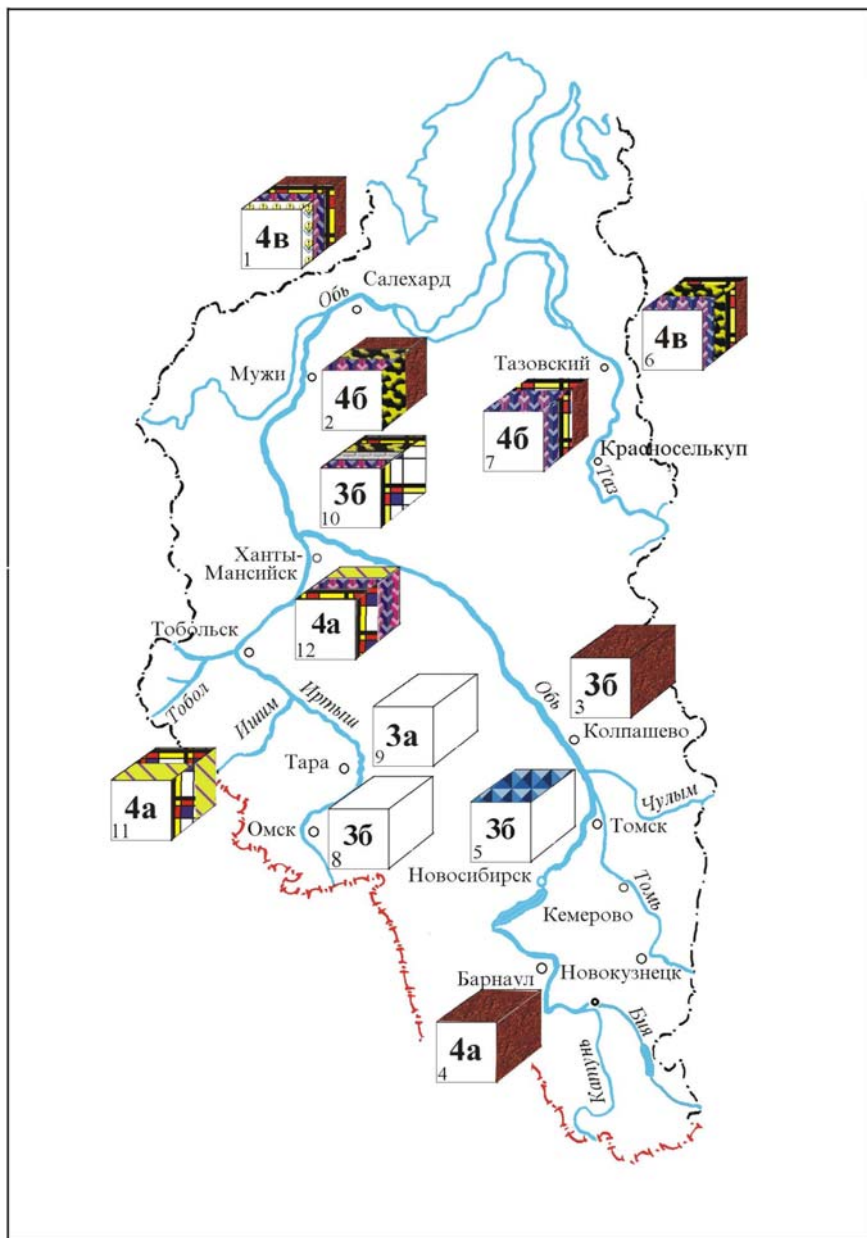 4в
1
Обь
Салехард
4в
6
Мужи
4б
2
Тазовский
4б
7
Красноселькуп
Таз
3б
10
Ханты-
Мансийск
4а
12
Тобольск
Тобол
Ишим
Иртыш
Обь
3б
3
Колпашево
3а
9
Тара
Чулым
4а
11
Омск
3б
8
3б
5
Томск
Новосибирск
Томь
Кемерово
Барнаул
Новокузнецк
4а
4
Катунь
Бия